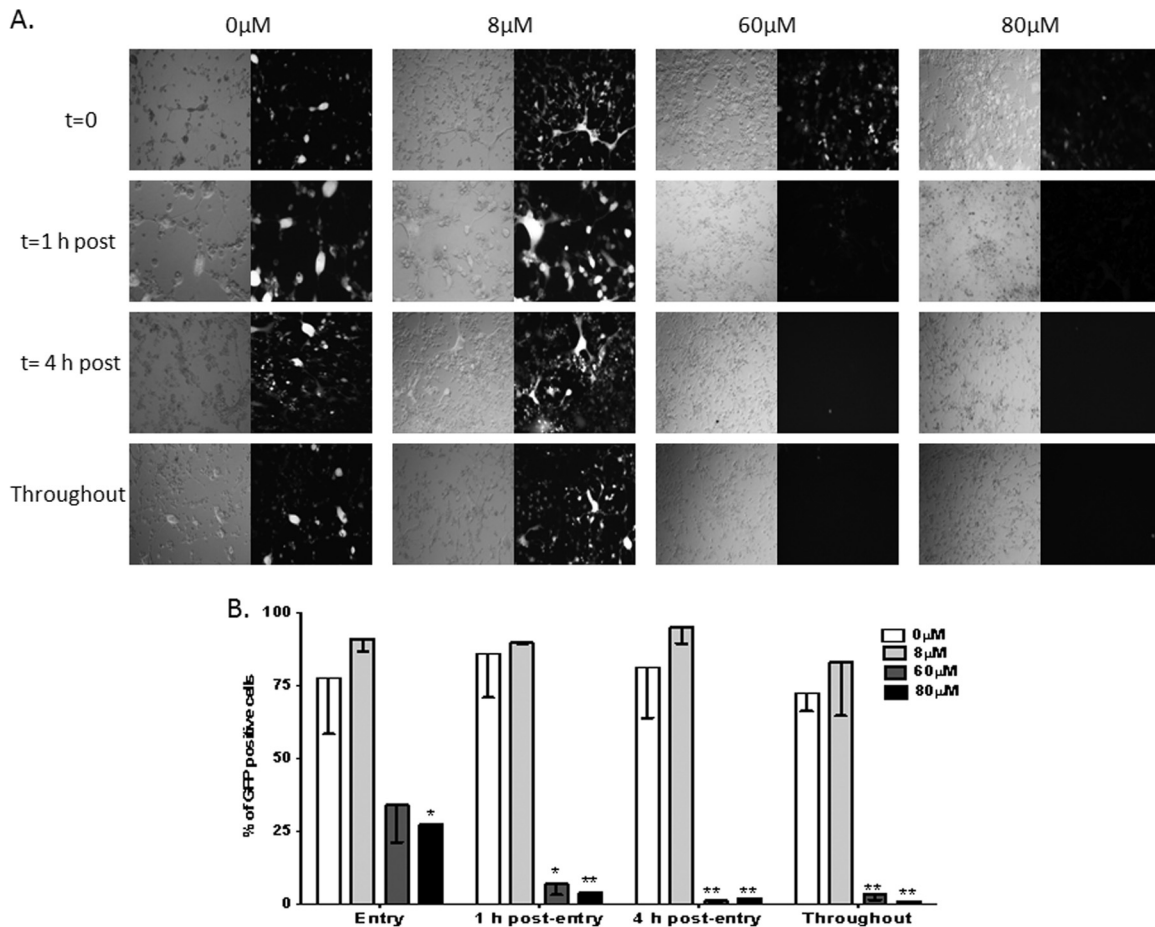 A.
0µM 8µM 60µM 80µM
t=0
t=1 h post
t= 4 h post
Throughout
B.
% of GFP positive cells
100
75
50
25
0
0µM
8µM
60µM
80µM
*
* **
** **
** **
Entry 1 h post-entry 4 h post-entry Throughout